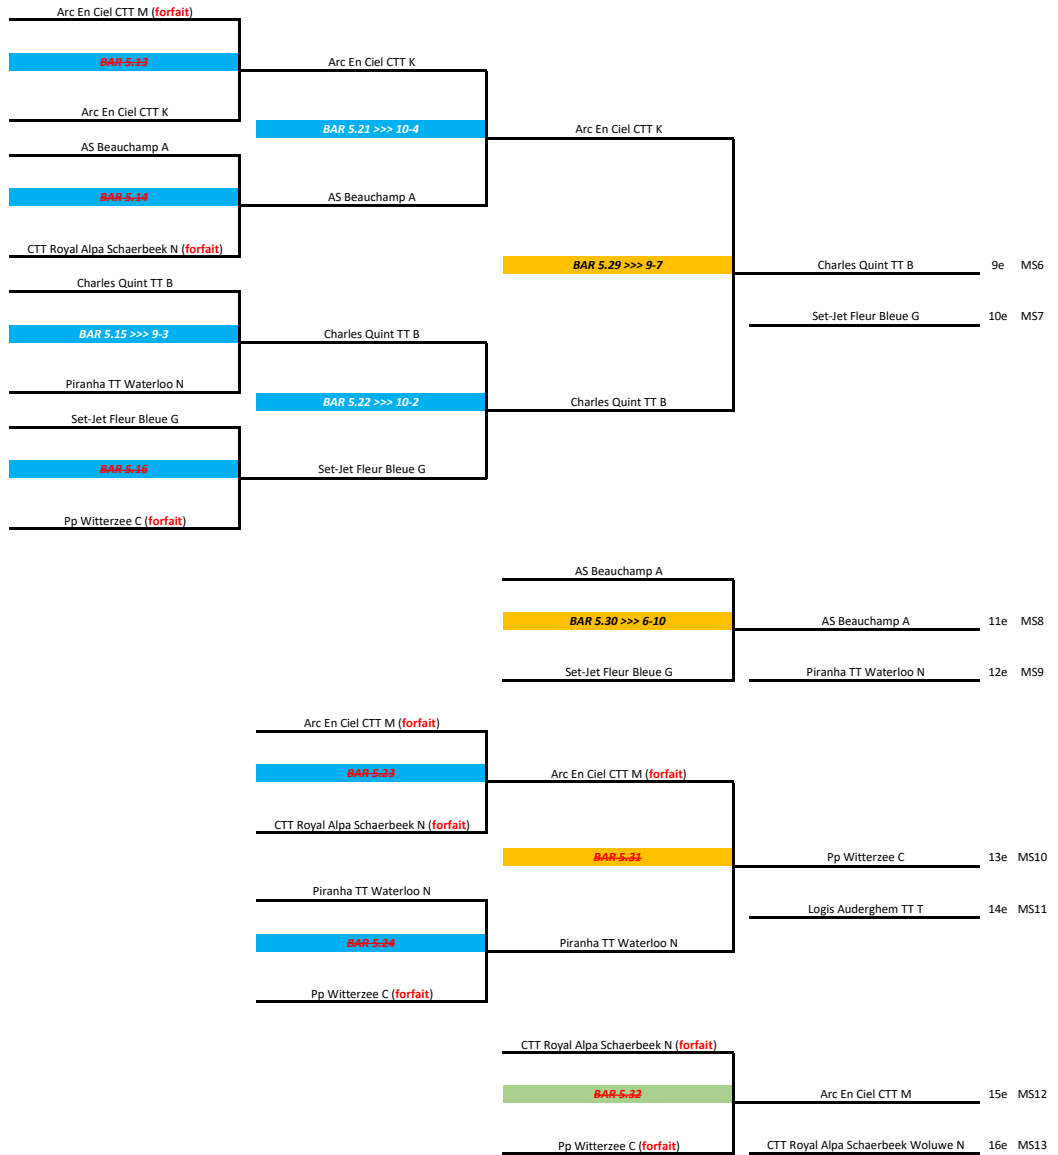 Arc En Ciel CTT M (forfait)
BAR 5.13
Arc En Ciel CTT K
Arc En Ciel CTT K
BAR 5.21 >>> 10-4
Arc En Ciel CTT K
AS Beauchamp A
BAR 5.14
AS Beauchamp A
CTT Royal Alpa Schaerbeek N (forfait)
BAR 5.29 >>> 9-7
Charles Quint TT B 9e MS6
Charles Quint TT B
Set-Jet Fleur Bleue G 10e MS7
BAR 5.15 >>> 9-3
Charles Quint TT B
Piranha TT Waterloo N
BAR 5.22 >>> 10-2
Charles Quint TT B
Set-Jet Fleur Bleue G
BAR 5.16
Set-Jet Fleur Bleue G
Pp Witterzee C (forfait)
AS Beauchamp A
BAR 5.30 >>> 6-10
AS Beauchamp A 11e MS8
Set-Jet Fleur Bleue G
Piranha TT Waterloo N 12e MS9
Arc En Ciel CTT M (forfait)
BAR 5.23
Arc En Ciel CTT M (forfait)
CTT Royal Alpa Schaerbeek N (forfait)
BAR 5.31
Pp Witterzee C 13e MS10
Piranha TT Waterloo N
Logis Auderghem TT T 14e MS11
BAR 5.24
Piranha TT Waterloo N
Pp Witterzee C (forfait)
CTT Royal Alpa Schaerbeek N (forfait)
BAR 5.32
Arc En Ciel CTT M 15e MS12
Pp Witterzee C (forfait)
CTT Royal Alpa Schaerbeek Woluwe N 16e MS13